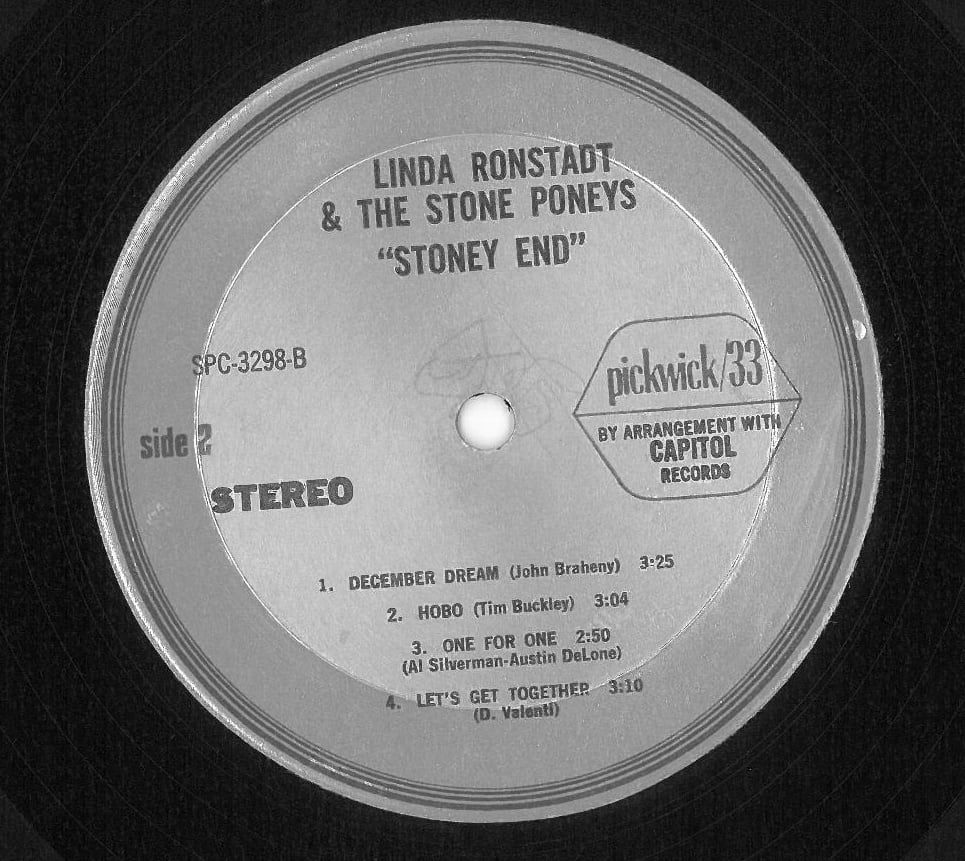 LINDA RONSTADT
& THE STONE PONEYS
“STONEY END”
SPC-3298-B
side 2
STEREO
pickwick/33
BY ARRANGEMENT WITH
CAPITOL
RECORDS
1. DECEMBER DREAM (John Braheny) 3:25
2. HOBO (Tim Buckley) 3:04
3. ONE FOR ONE 2:50
(Al Silverman-Austin DeLone)
4. LET'S GET TOGETHER 3:10
(D. Valenti)